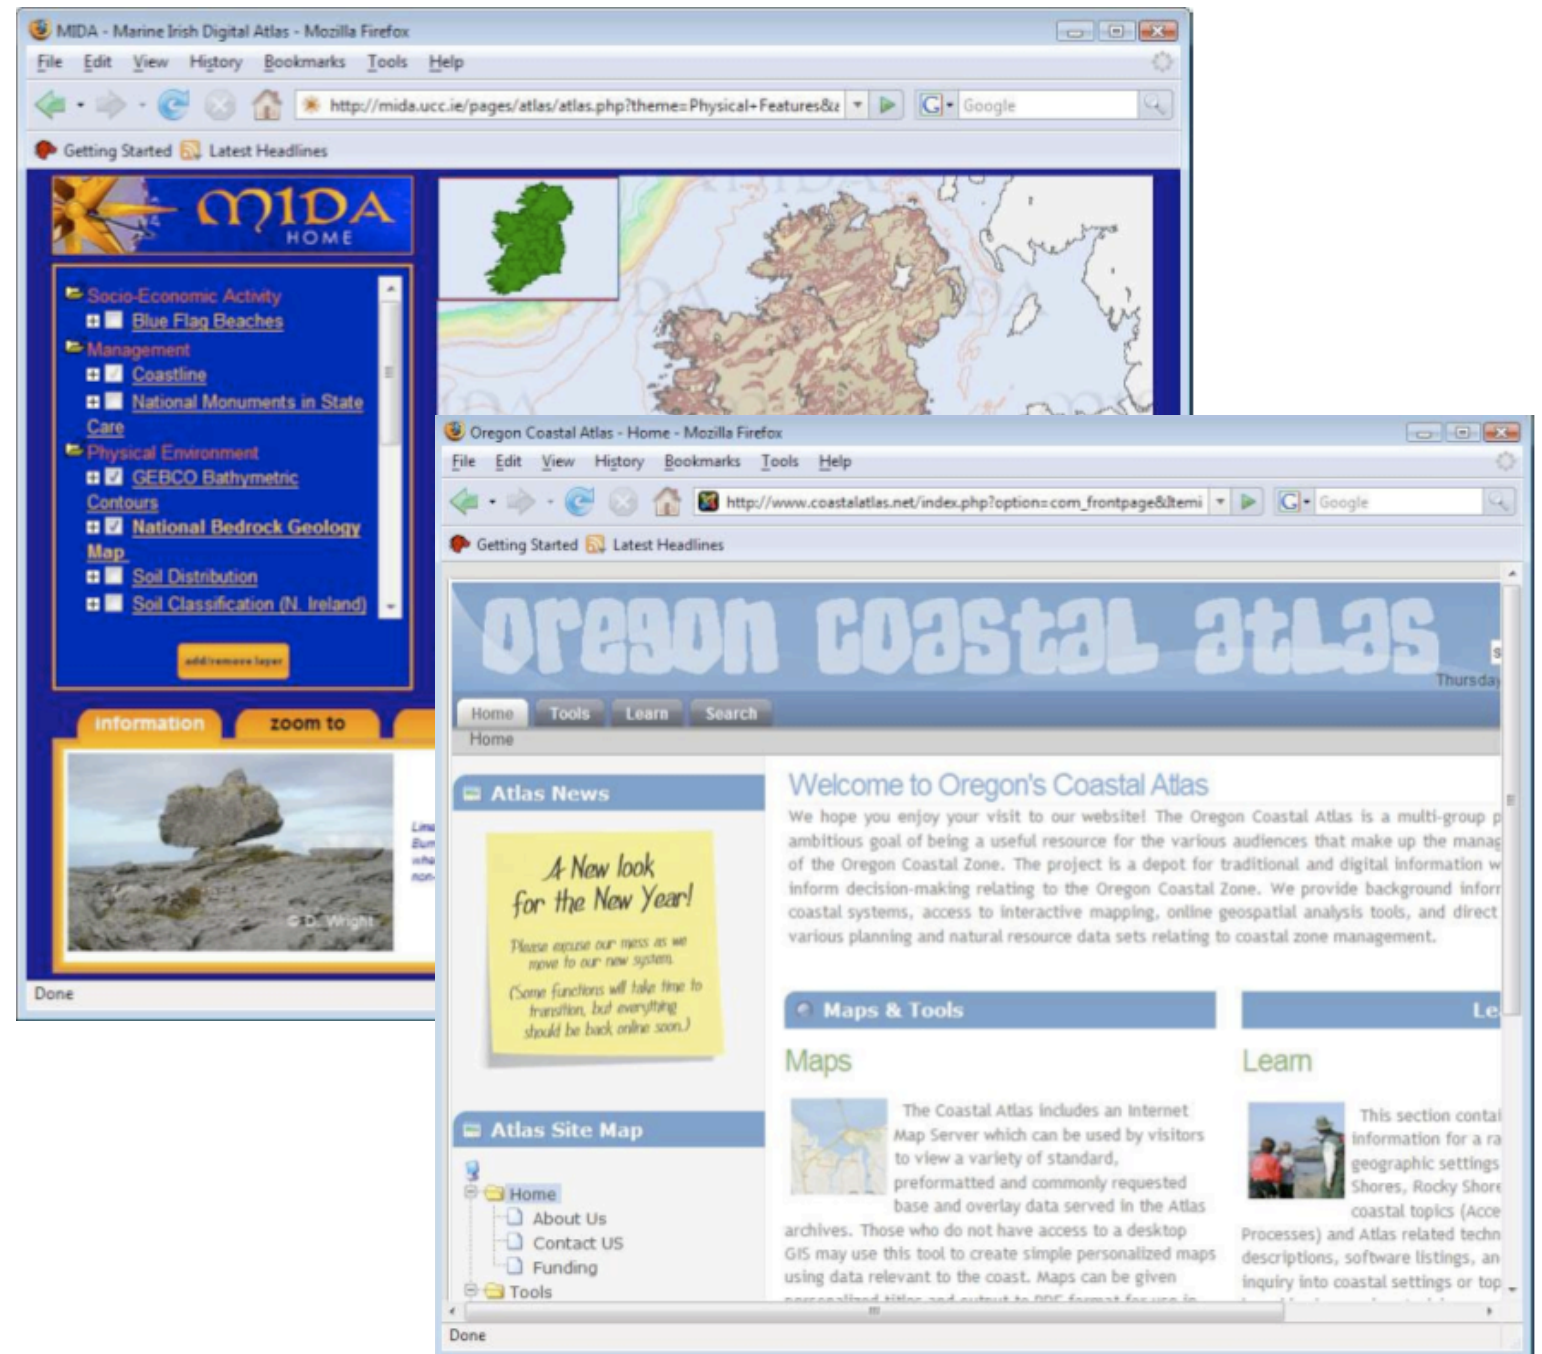 MIDA - Marine Irish Digital Atlas - Mozilla Firefox
File Edit View History Bookmarks Tools Help
http://mida.ucc.ie/pages/atlas/atlas.php?theme=Physical+Features&
Google
Getting Started Latest Headlines
MIDA
HOME
Socio-Economic Activity
Blue Flag Beaches
Management
Coastline
National Monuments in State
Care
Physical Environment
GEBCO Bathymetric
Contours
National Bedrock Geology
Map
Soil Distribution
Soil Classification (N. Ireland)
add/remove layer
information
zoom to
© D. Wright
Done
Oregon Coastal Atlas - Home - Mozilla Firefox
File Edit View History Bookmarks Tools Help
http://www.coastalatlas.net/index.php?option=com_frontpage&Itemi
Google
Getting Started Latest Headlines
oregon coastal atlas
Thursday
Home Tools Learn Search
Home
Atlas News
A New look
for the New Year!
Please excuse our mess as we
move to our new system.
(Some functions will take time to
transition, but everything
should be back online soon.)
Atlas Site Map
Home
About Us
Contact US
Funding
Tools
Welcome to Oregon's Coastal Atlas
We hope you enjoy your visit to our website! The Oregon Coastal Atlas is a multi-group p
ambitious goal of being a useful resource for the various audiences that make up the manag
of the Oregon Coastal Zone. The project is a depot for traditional and digital information w
inform decision-making relating to the Oregon Coastal Zone. We provide background inform
coastal systems, access to interactive mapping, online geospatial analysis tools, and direct
various planning and natural resource data sets relating to coastal zone management.
Maps & Tools
Maps
The Coastal Atlas includes an Internet
Map Server which can be used by visitors
to view a variety of standard,
preformatted and commonly requested
base and overlay data served in the Atlas
archives. Those who do not have access to a desktop
GIS may use this tool to create simple personalized maps
using data relevant to the coast. Maps can be given
personalized titles and output to PDF format for use in
Le
Learn
This section contai
information for a ra
geographic settings
Shores, Rocky Shore
coastal topics (Acce
Processes) and Atlas related techn
descriptions, software listings, an
inquiry into coastal settings or top
Done